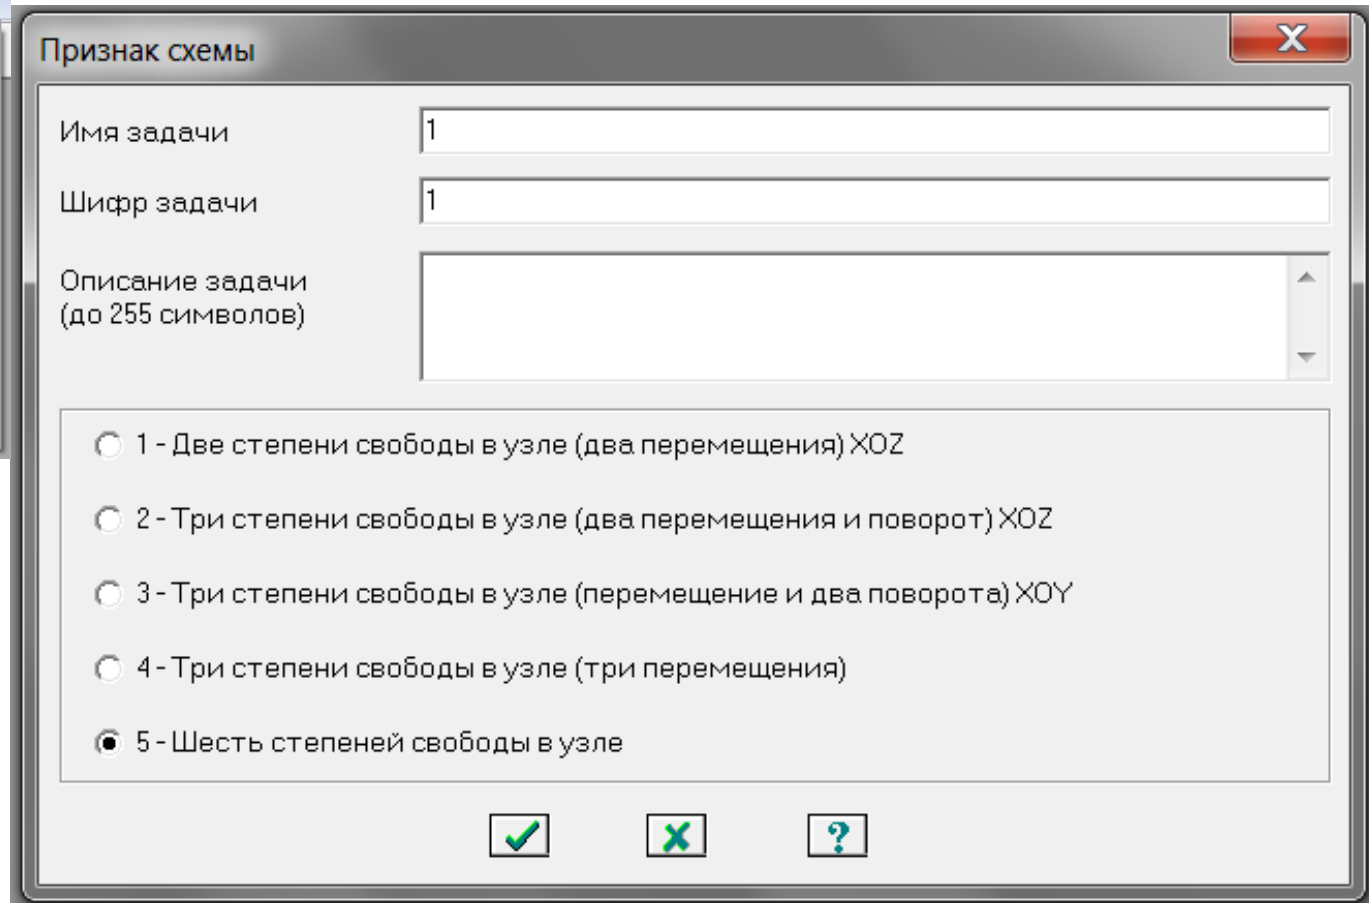 Признак схемы
Имя задачи
1
Шифр задачи
1
Описание задачи
(до 255 символов)
1 - Две степени свободы в узле (два перемещения) XOZ
2 - Три степени свободы в узле (два перемещения и поворот) XOZ
3 - Три степени свободы в узле (перемещение и два поворота) XOY
4 - Три степени свободы в узле (три перемещения)
5 - Шесть степеней свободы в узле
?